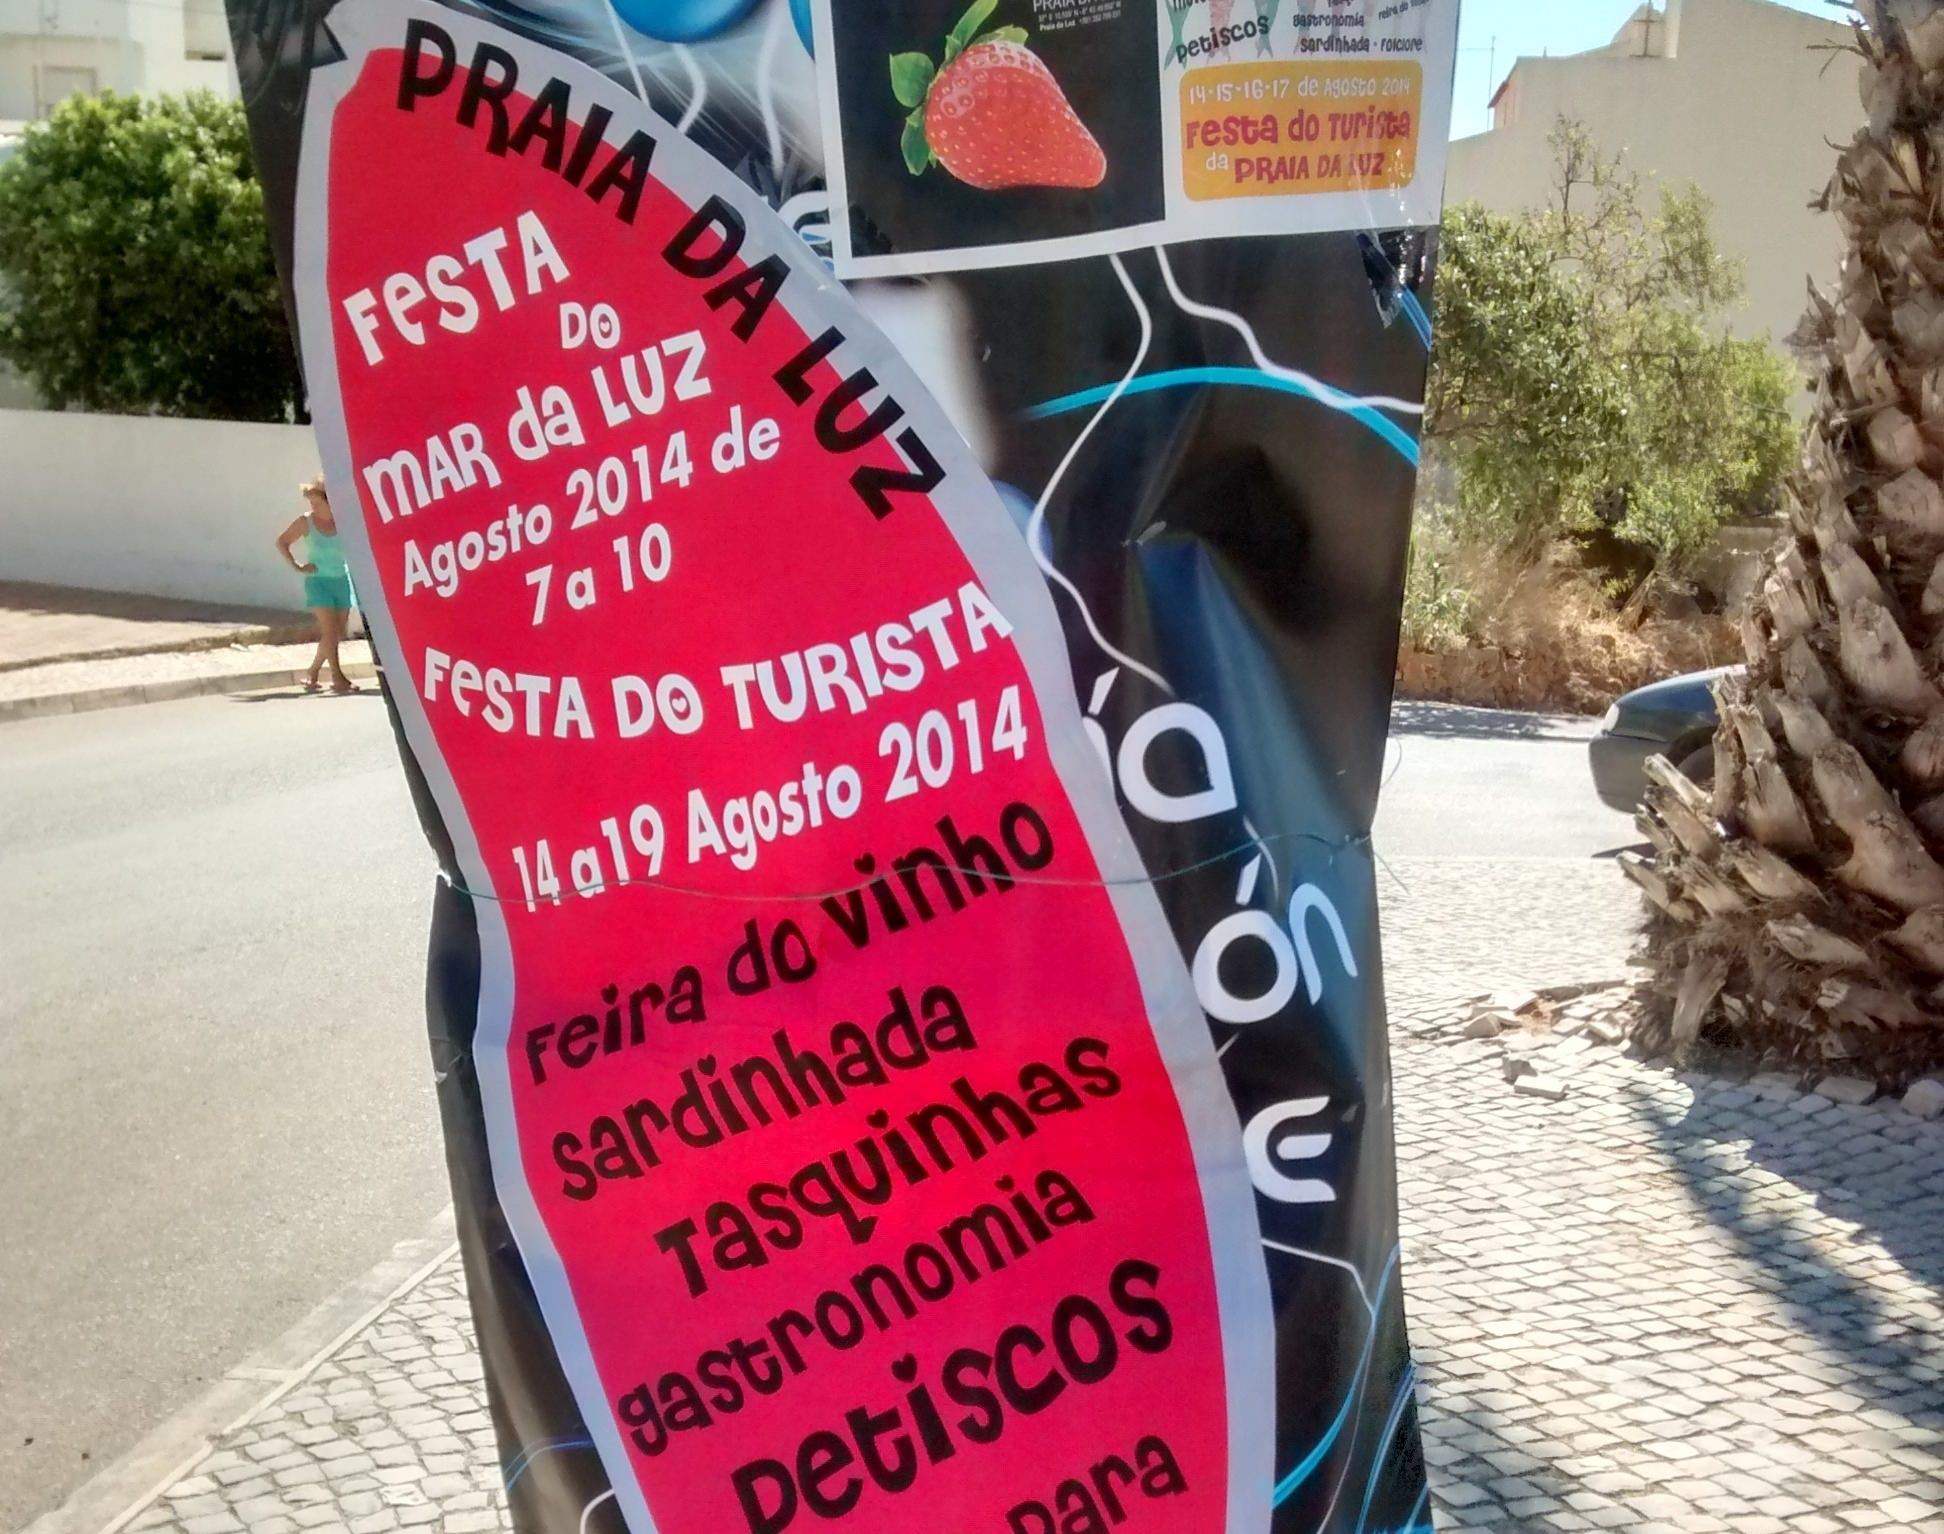 PRAIA DA LUZ
FeSTA
DO
MAR da LUZ
Agosto 2014 de
7 a 10
FeSTA DO TURISTA
14 a 19 Agosto 2014
Feira do vinho
sardinhada
Tasquinhas
gastronomia
Petiscos
para
petiscos
gastronomia
sardinhada - FOLCLORE
14-15-16-17 de Agosto 2014
Festa do Turista
da PRAIA DA LUZ
ía
ón
E